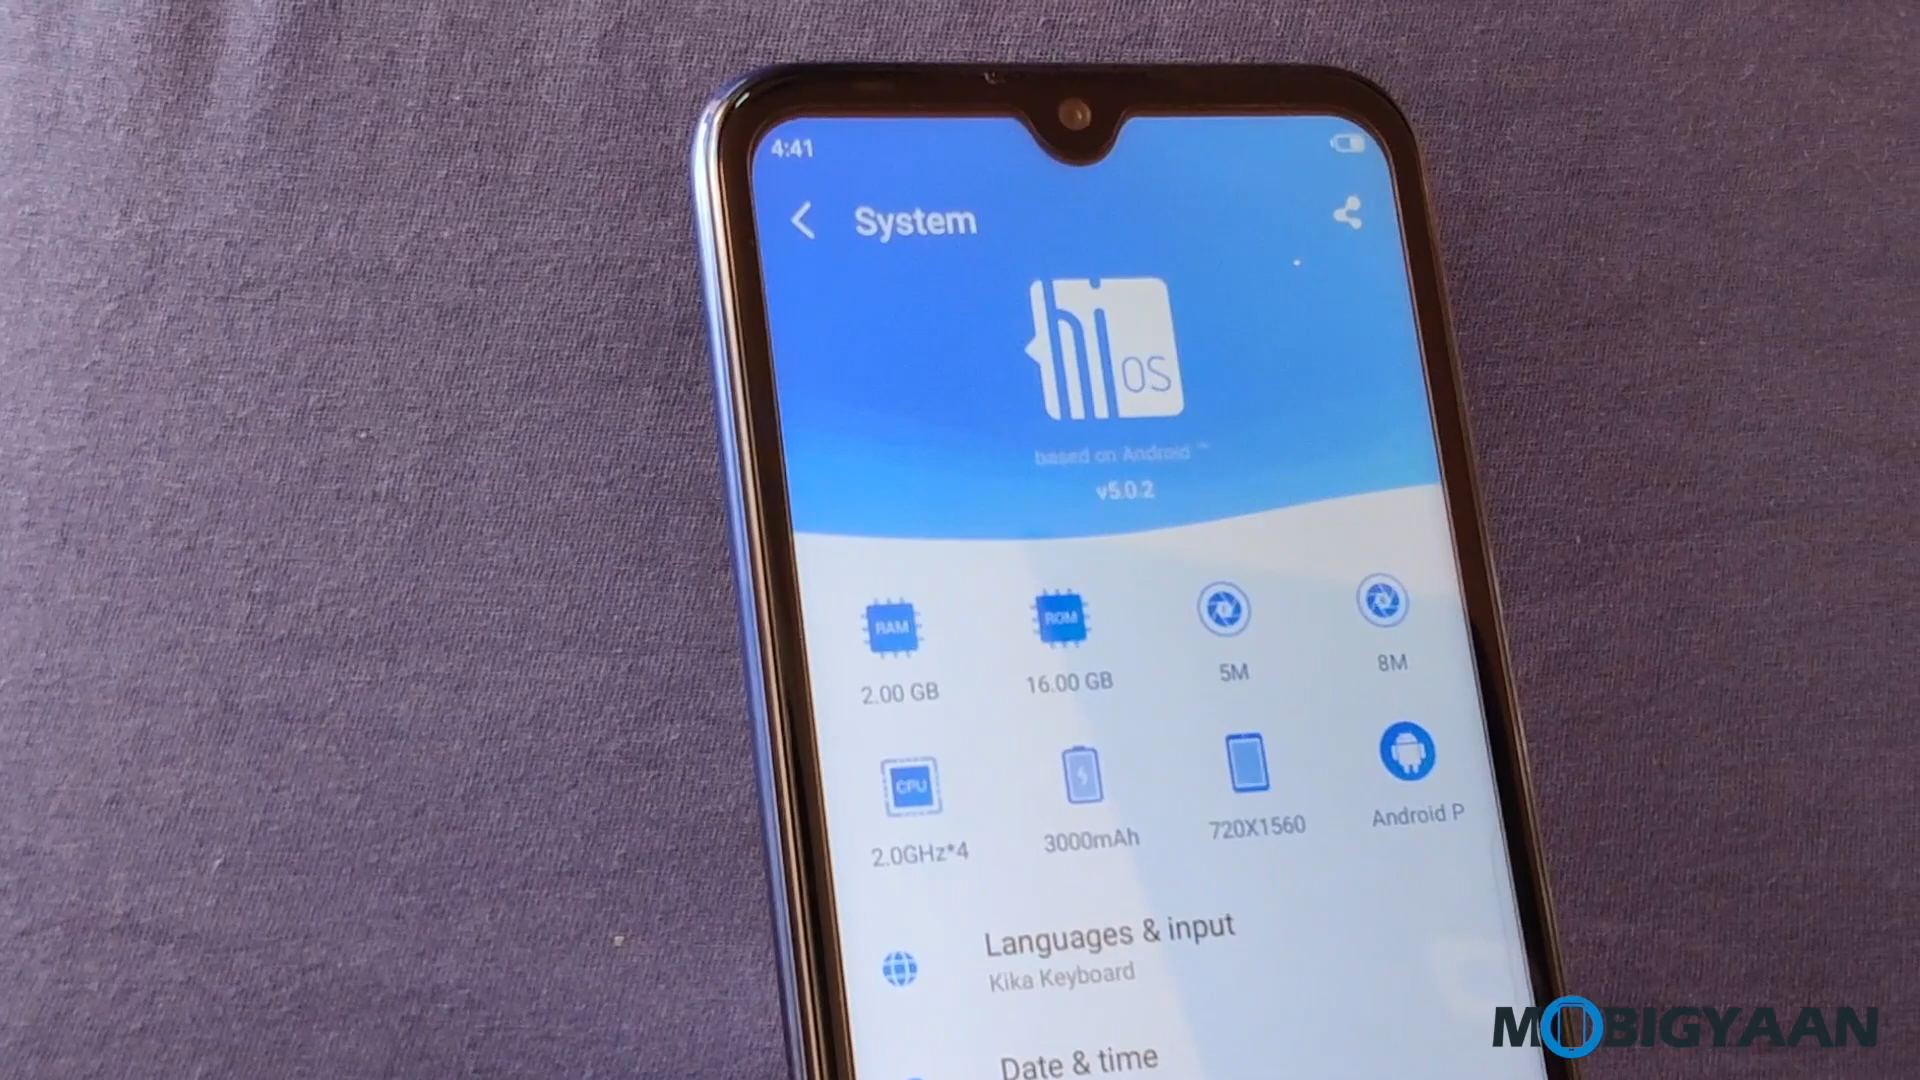 4:41
System
hi OS
based on Android ™
v5.0.2
RAM
ROM
2.00 GB
16.00 GB
5M
8M
CPU
2.0GHz*4
3000mAh
720X1560
Android P
Languages & input
Kika Keyboard
Date & time
MOBIGYAAN